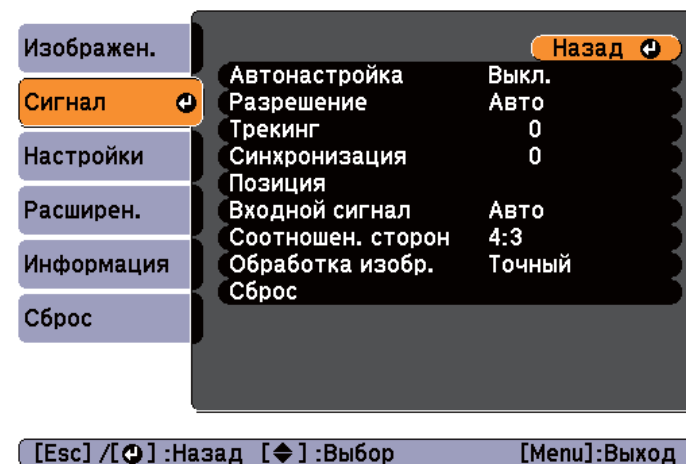 Изображен.
Сигнал
Настройки
Расширен.
Информация
Сброс
Назад
Автонастройка Выкл.
Разрешение Авто
Трекинг 0
Синхронизация 0
Позиция
Входной сигнал Авто
Соотношен. сторон 4:3
Обработка изобр. Точный
Сброс
[Esc] /[ ] :Назад [ ] :Выбор [Menu]:Выход